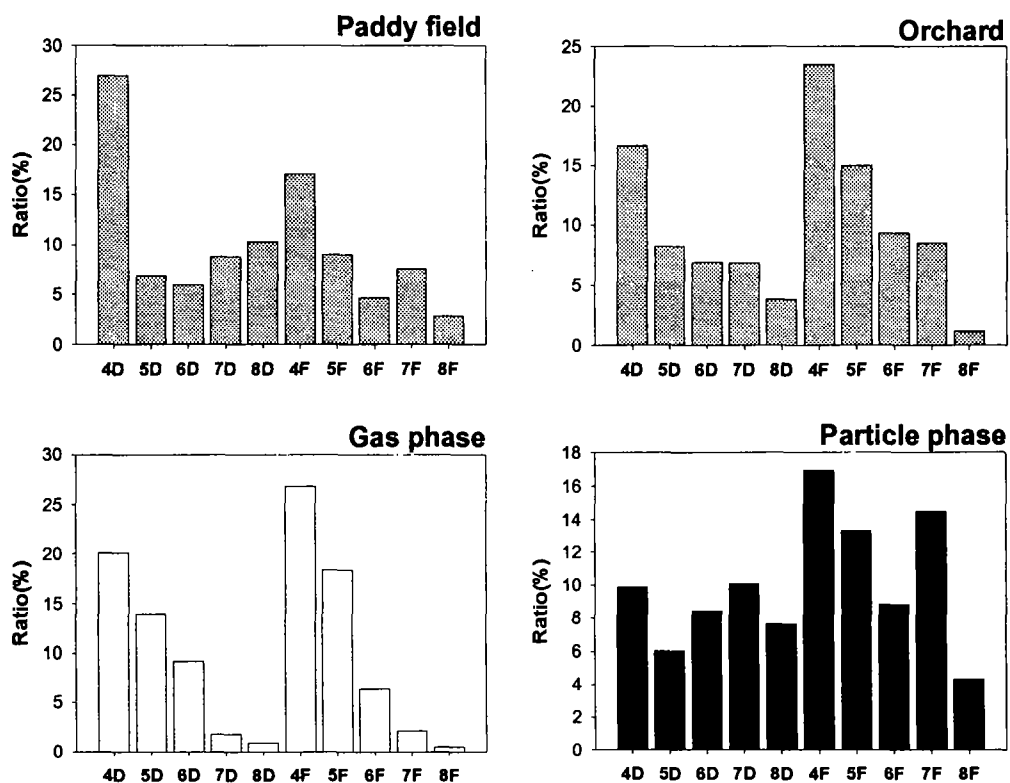 Paddy field
30
25
20
15
10
5
0
Ratio(%)
4D 5D 6D 7D 8D 4F 5F 6F 7F 8F
Orchard
25
20
15
10
5
0
Ratio(%)
4D 5D 6D 7D 8D 4F 5F 6F 7F 8F
Gas phase
30
25
20
15
10
5
0
Ratio(%)
4D 5D 6D 7D 8D 4F 5F 6F 7F 8F
Particle phase
18
16
14
12
10
8
6
4
2
0
Ratio(%)
4D 5D 6D 7D 8D 4F 5F 6F 7F 8F